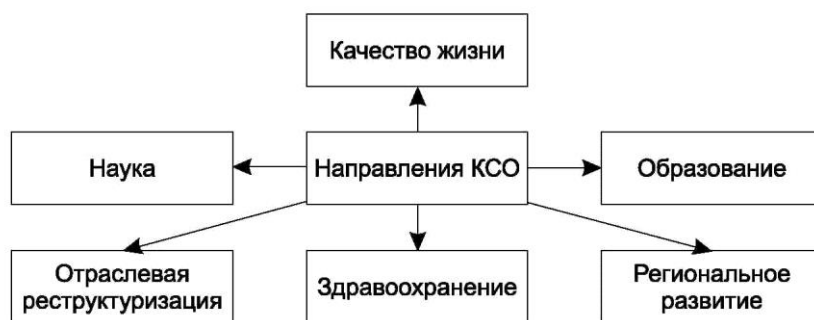 Качество жизни
Наука
Направления КСО
Образование
Отраслевая
реструктуризация
Здравоохранение
Региональное
развитие